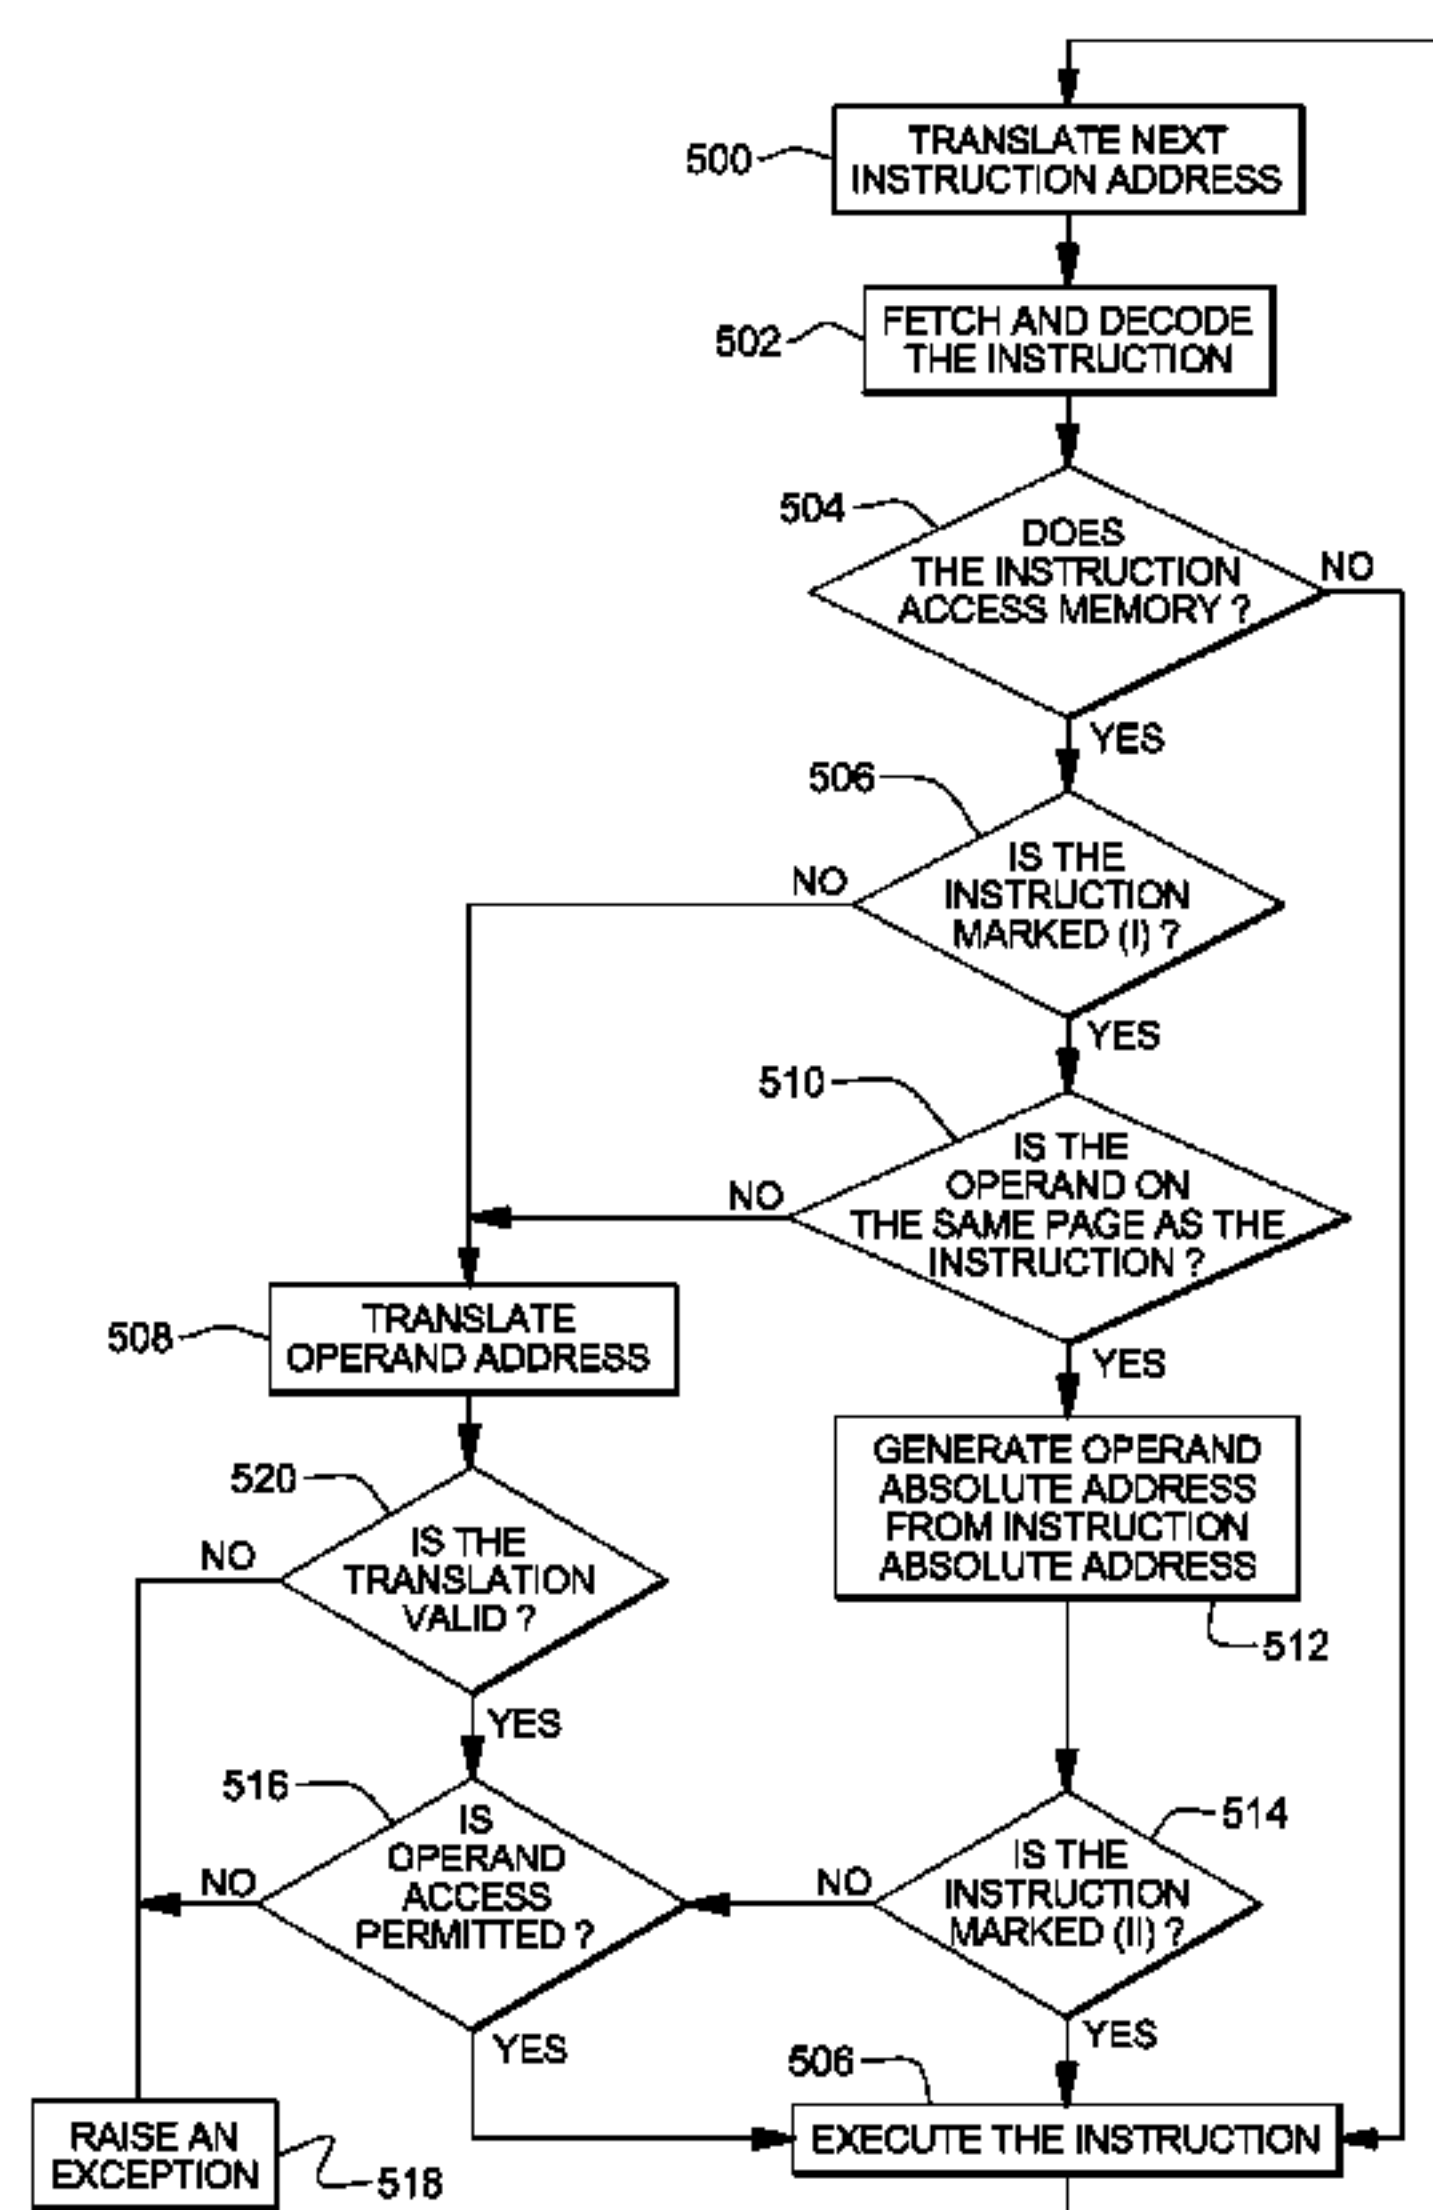 500
TRANSLATE NEXT
INSTRUCTION ADDRESS
502
FETCH AND DECODE
THE INSTRUCTION
504
DOES
THE INSTRUCTION
ACCESS MEMORY ?
NO
YES
506
IS THE
INSTRUCTION
MARKED (I) ?
NO
YES
510
IS THE
OPERAND ON
THE SAME PAGE AS THE
INSTRUCTION ?
NO
YES
508
TRANSLATE
OPERAND ADDRESS
GENERATE OPERAND
ABSOLUTE ADDRESS
FROM INSTRUCTION
ABSOLUTE ADDRESS
512
520
IS THE
TRANSLATION
VALID ?
NO
YES
516
IS
OPERAND
ACCESS
PERMITTED ?
NO
YES
514
IS THE
INSTRUCTION
MARKED (II) ?
NO
YES
506
EXECUTE THE INSTRUCTION
RAISE AN
EXCEPTION
518